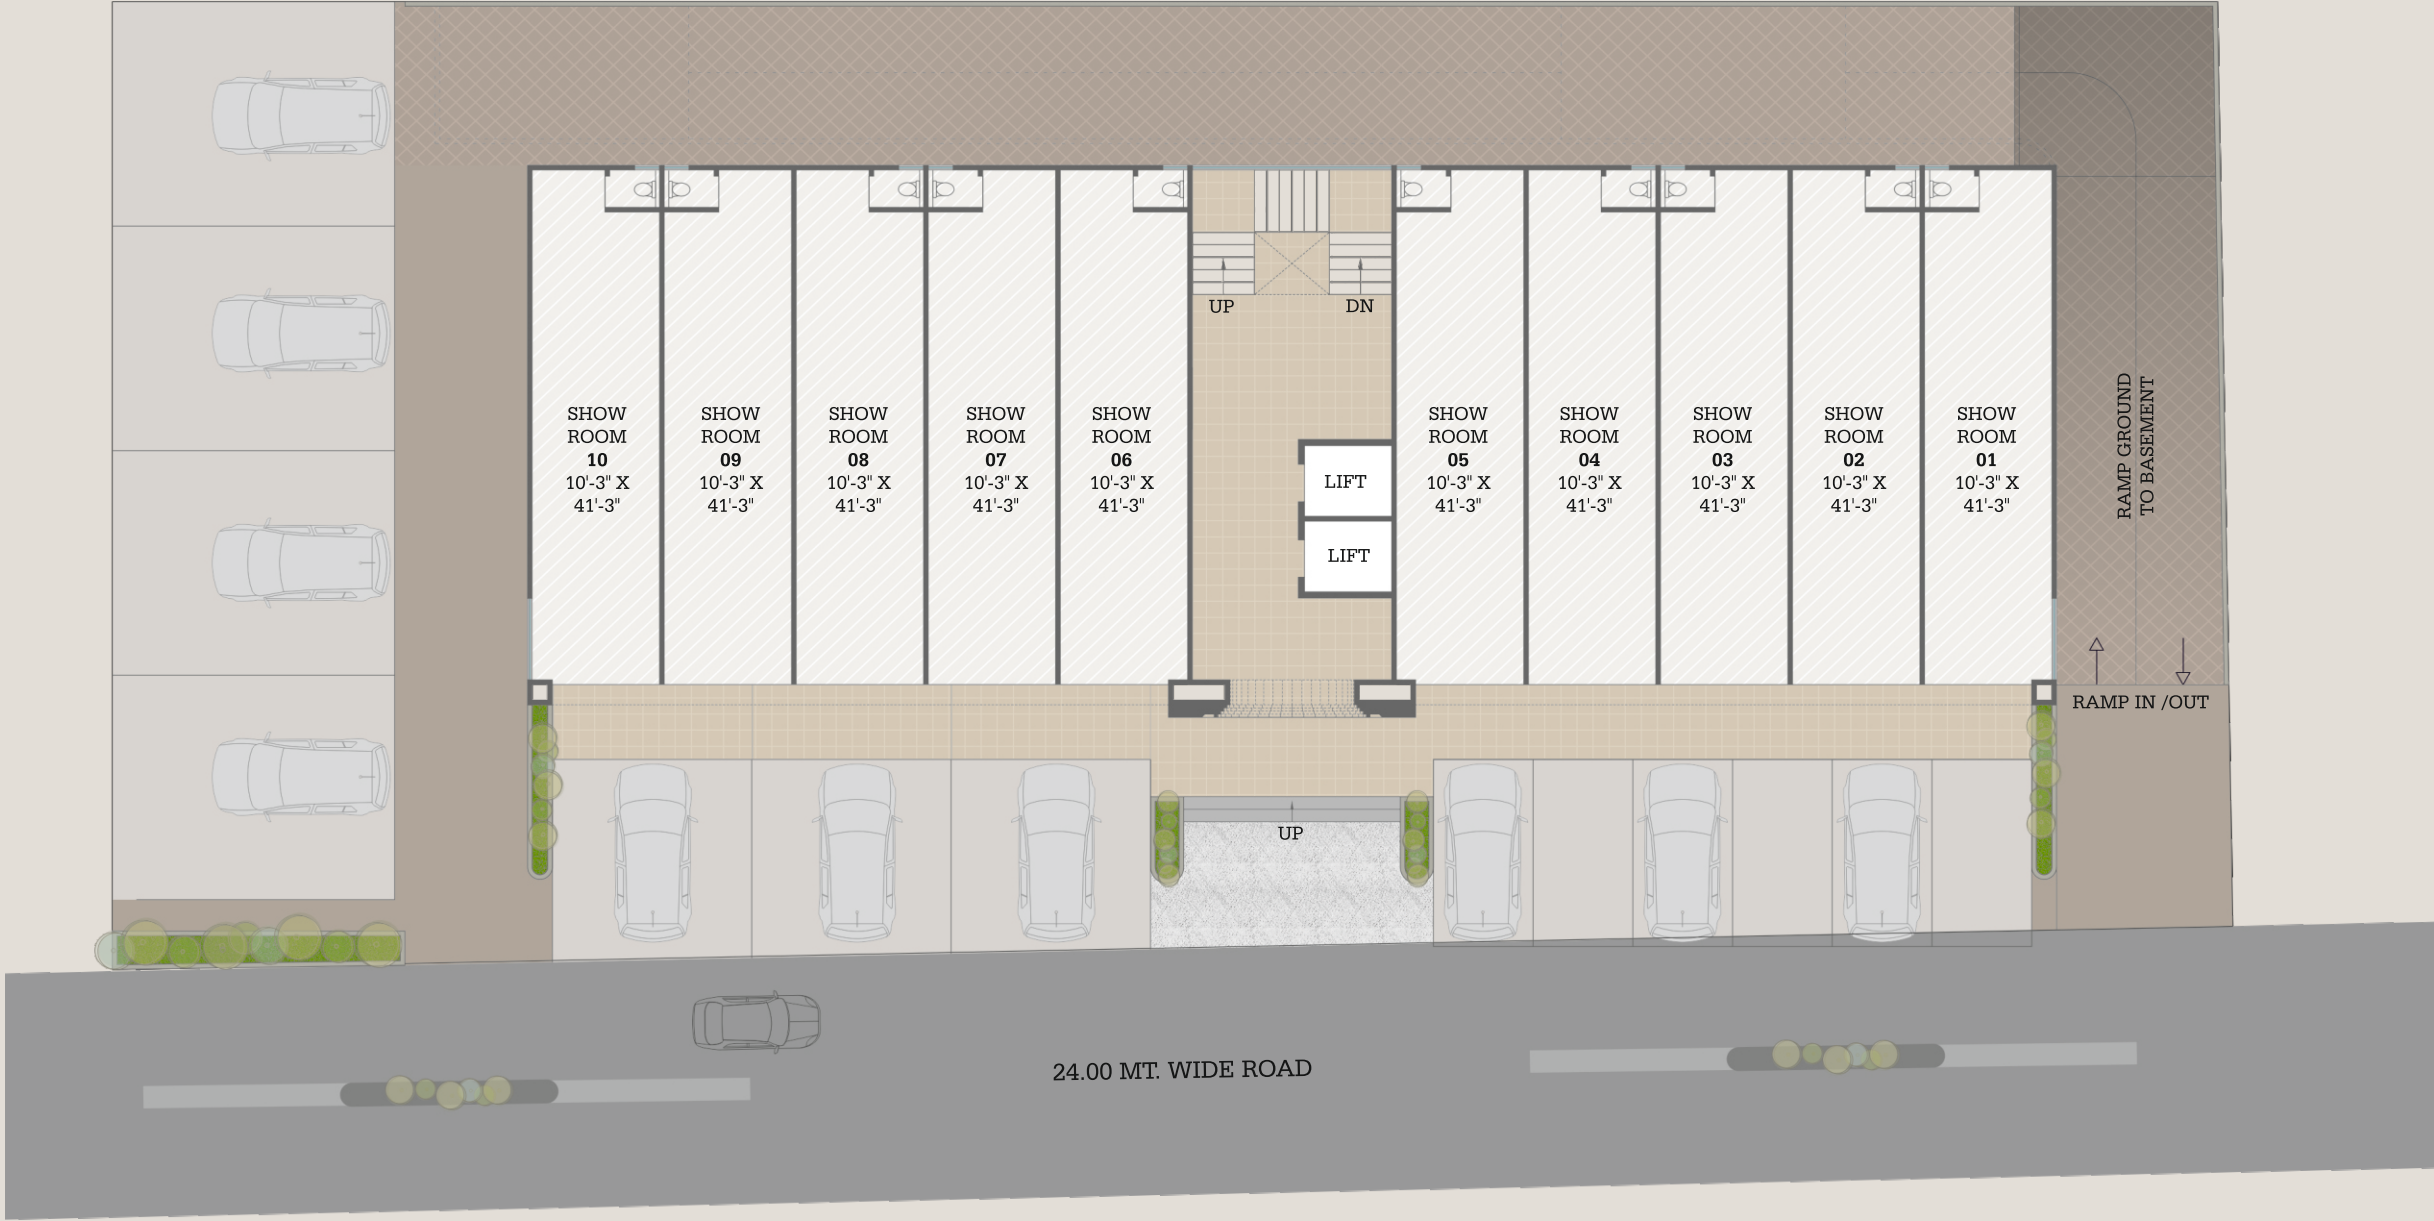 UP
DN
SHOW
ROOM
10
10'-3" X
41'-3"
SHOW
ROOM
09
10'-3" X
41'-3"
SHOW
ROOM
08
10'-3" X
41'-3"
SHOW
ROOM
07
10'-3" X
41'-3"
SHOW
ROOM
06
10'-3" X
41'-3"
LIFT
LIFT
SHOW
ROOM
05
10'-3" X
41'-3"
SHOW
ROOM
04
10'-3" X
41'-3"
SHOW
ROOM
03
10'-3" X
41'-3"
SHOW
ROOM
02
10'-3" X
41'-3"
SHOW
ROOM
01
10'-3" X
41'-3"
RAMP GROUND
TO BASEMENT
RAMP IN /OUT
UP
24.00 MT. WIDE ROAD